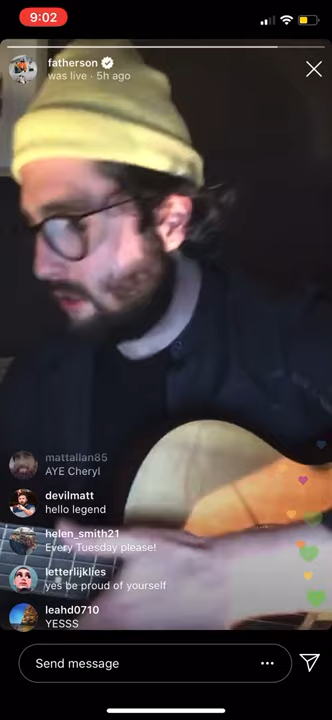 9:02
fatherson
was live · 5h ago
mattallan85
AYE Cheryl
devilmatt
hello legend
helen_smith21
Every Tuesday please!
letterlijklies
yes be proud of yourself
leahd0710
YESSS
Send message